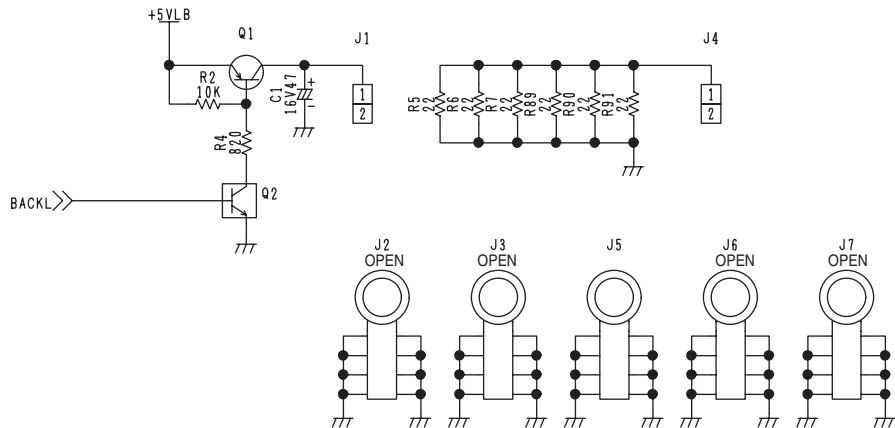 +5VLB
Q1
J1
J4
R2
10K
C1
16V47
+
-
1
2
R5
22
R6
22
R7
22
R89
22
R90
22
R91
22
1
2
R4
820
BACKL
Q2
J2
OPEN
J3
OPEN
J5
J6
OPEN
J7
OPEN